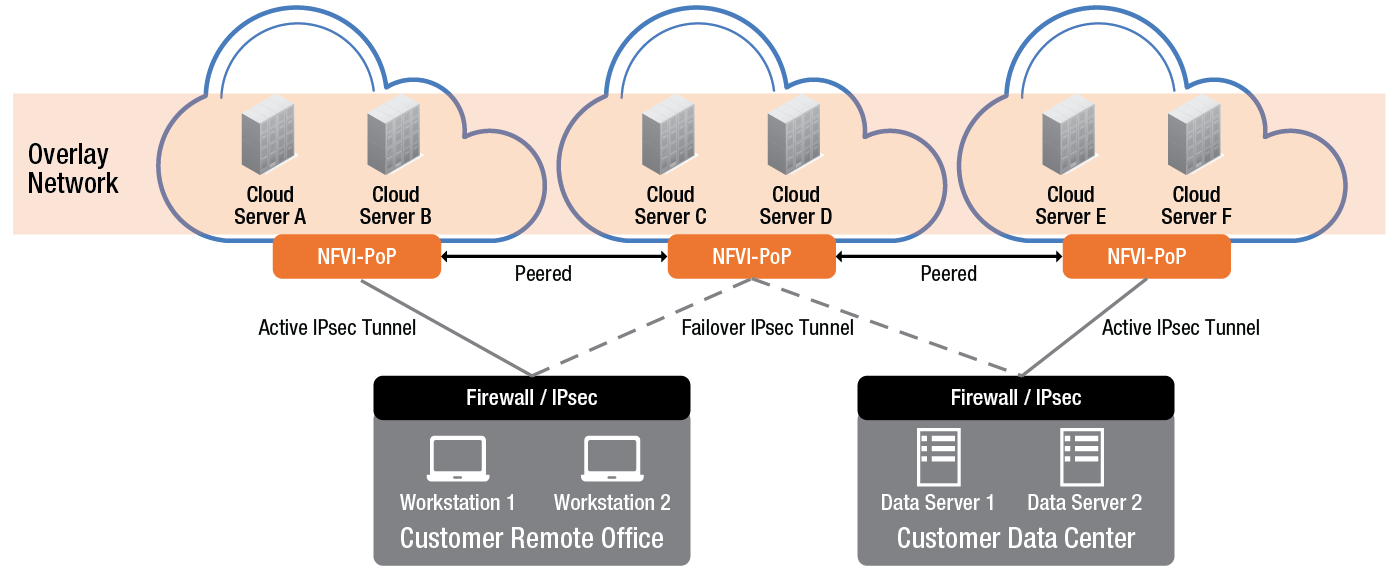 Overlay
Network
Cloud
Server A
Cloud
Server B
Cloud
Server C
Cloud
Server D
Cloud
Server E
Cloud
Server F
NFVI-PoP
Peered
NFVI-PoP
Peered
NFVI-PoP
Active IPsec Tunnel
Failover IPsec Tunnel
Active IPsec Tunnel
Firewall / IPsec
Workstation 1
Workstation 2
Customer Remote Office
Firewall / IPsec
Data Server 1
Data Server 2
Customer Data Center